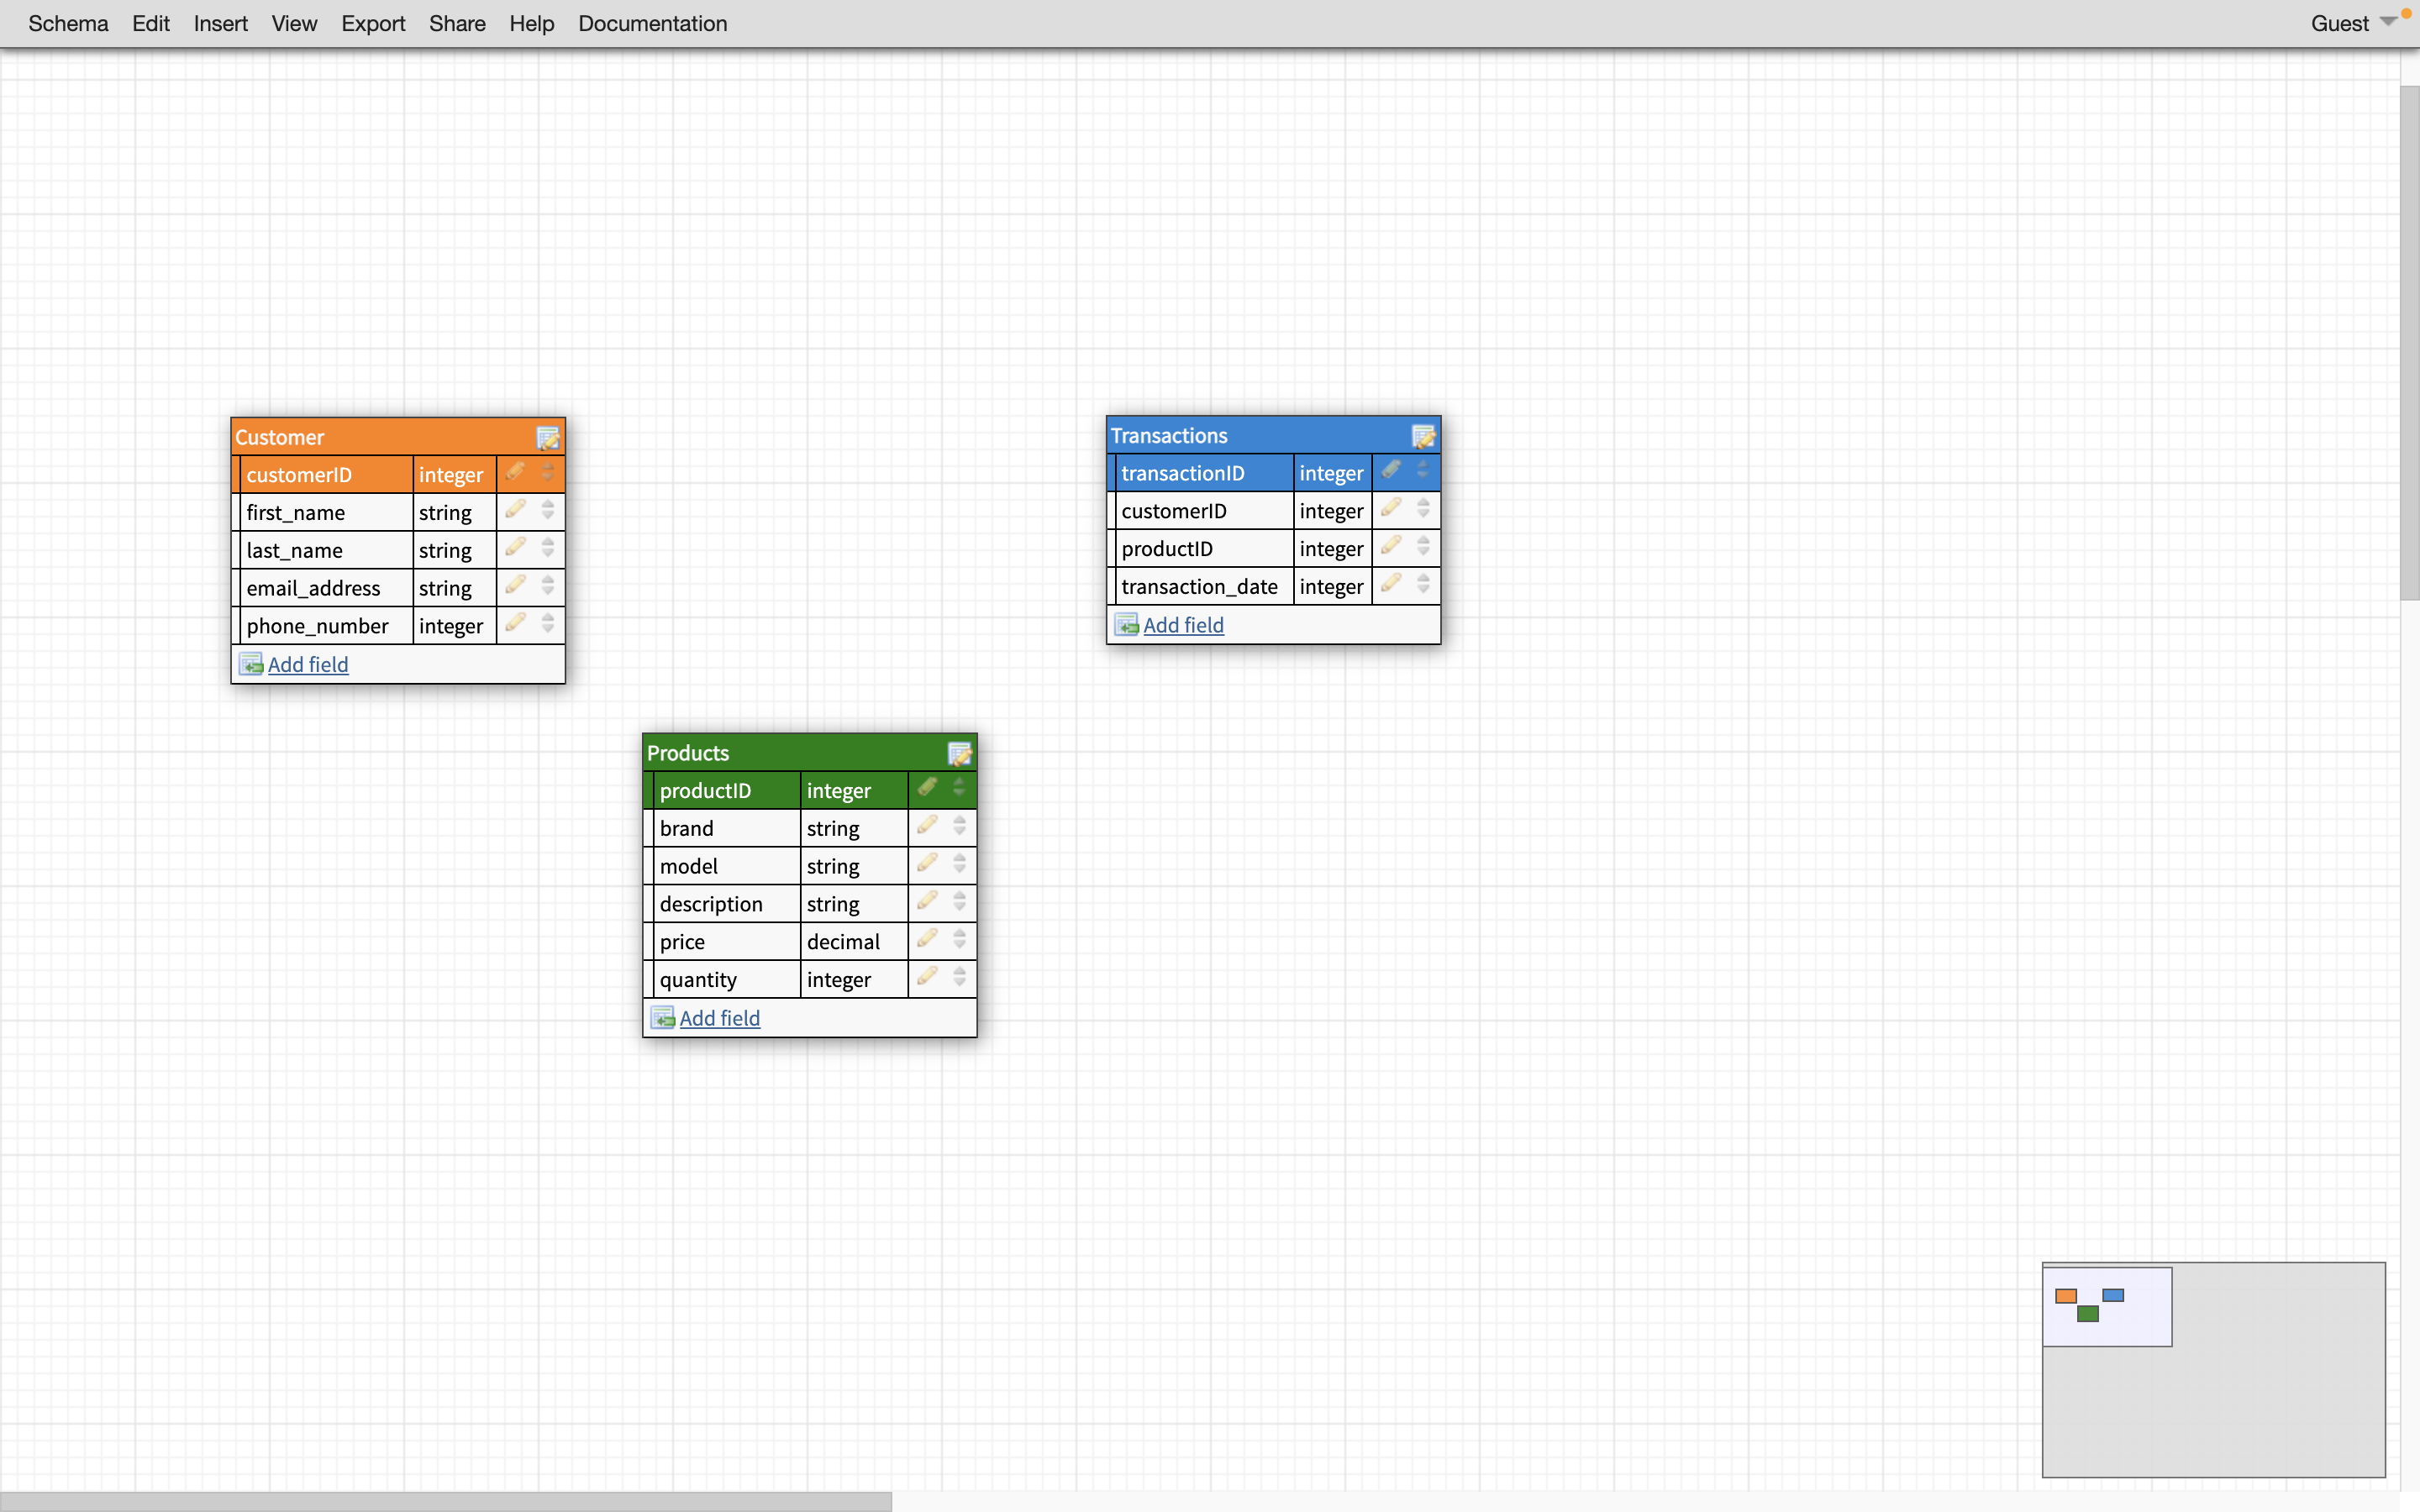 Schema Edit Insert View Export Share Help Documentation Guest
Customer
customerID integer
first_name string
last_name string
email_address string
phone_number integer
Add field
Transactions
transactionID integer
customerID integer
productID integer
transaction_date integer
Add field
Products
productID integer
brand string
model string
description string
price decimal
quantity integer
Add field